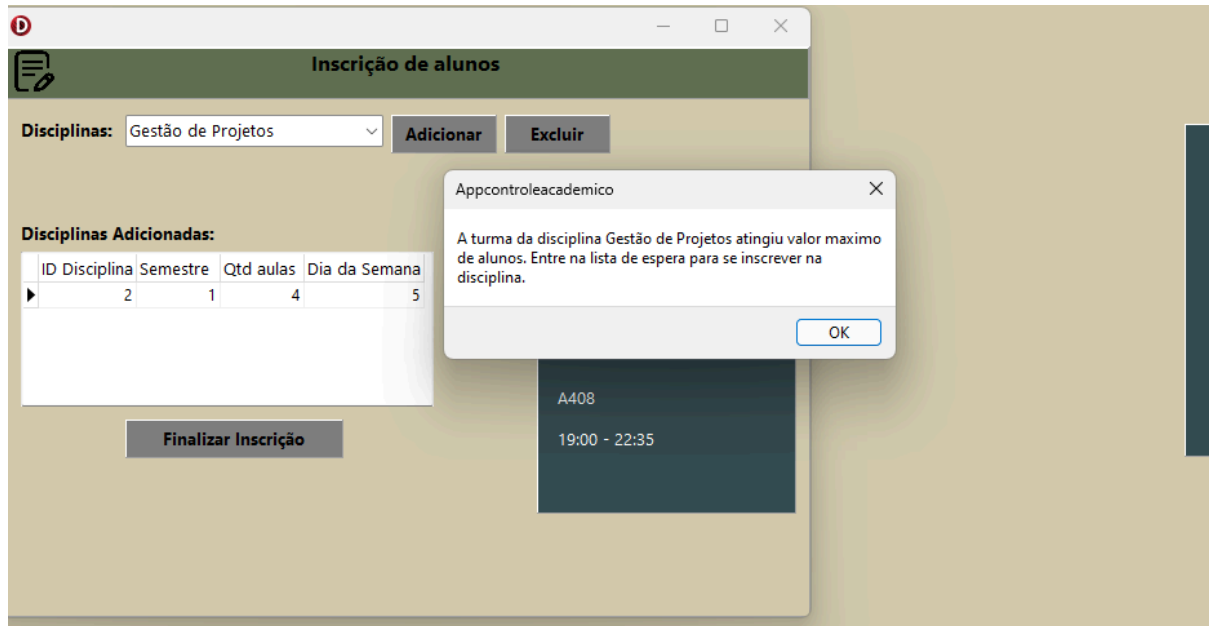 Inscrição de alunos
Disciplinas: Gestão de Projetos Adicionar Excluir
Appcontroleacademico
A turma da disciplina Gestão de Projetos atingiu valor maximo
de alunos. Entre na lista de espera para se inscrever na
disciplina.
OK
Disciplinas Adicionadas:
ID Disciplina Semestre Qtd aulas Dia da Semana
2 1 4 5
A408
19:00 - 22:35
Finalizar Inscrição